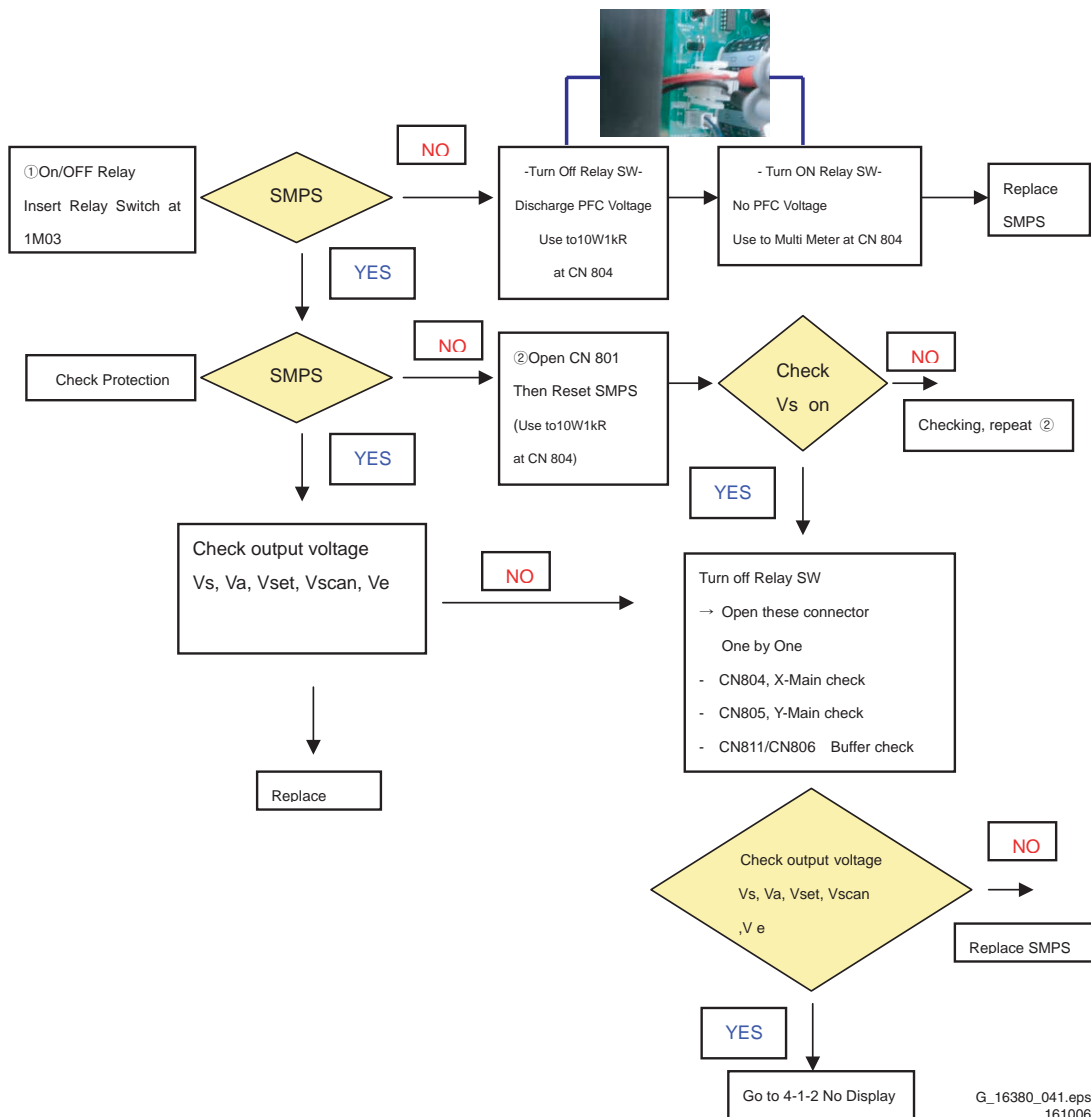 ①On/OFF Relay
Insert Relay Switch at
1M03
SMPS
NO
-Turn Off Relay SW-
Discharge PFC Voltage
Use to10W1kR
at CN 804
- Turn ON Relay SW-
No PFC Voltage
Use to Multi Meter at CN 804
Replace
SMPS
YES
Check Protection
SMPS
NO
②Open CN 801
Then Reset SMPS
(Use to10W1kR
at CN 804)
Check
Vs on
NO
Checking, repeat ②
YES
YES
Check output voltage
Vs, Va, Vset, Vscan, Ve
NO
Turn off Relay SW
→ Open these connector
One by One
- CN804, X-Main check
- CN805, Y-Main check
- CN811/CN806 Buffer check
Replace
Check output voltage
Vs, Va, Vset, Vscan
,V e
NO
Replace SMPS
YES
Go to 4-1-2 No Display
G_16380_041.eps
161006